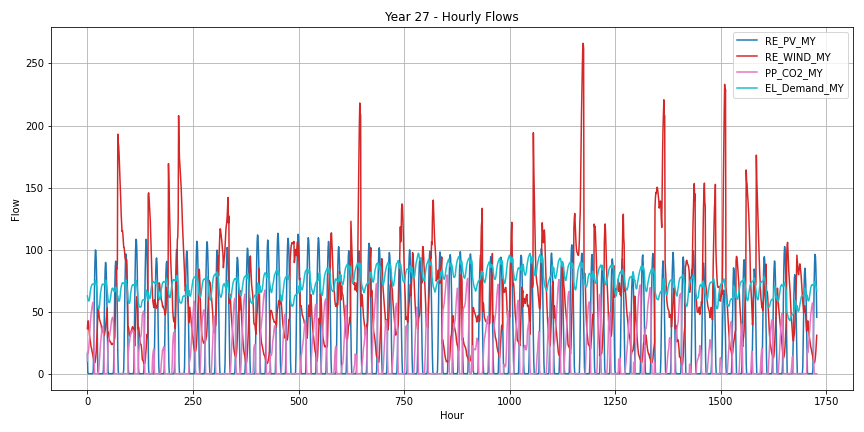 Year 27 - Hourly Flows
RE_PV_MY
RE_WIND_MY
PP_CO2_MY
EL_Demand_MY
250
200
150
100
50
0
Flow
0 250 500 750 1000 1250 1500 1750
Hour